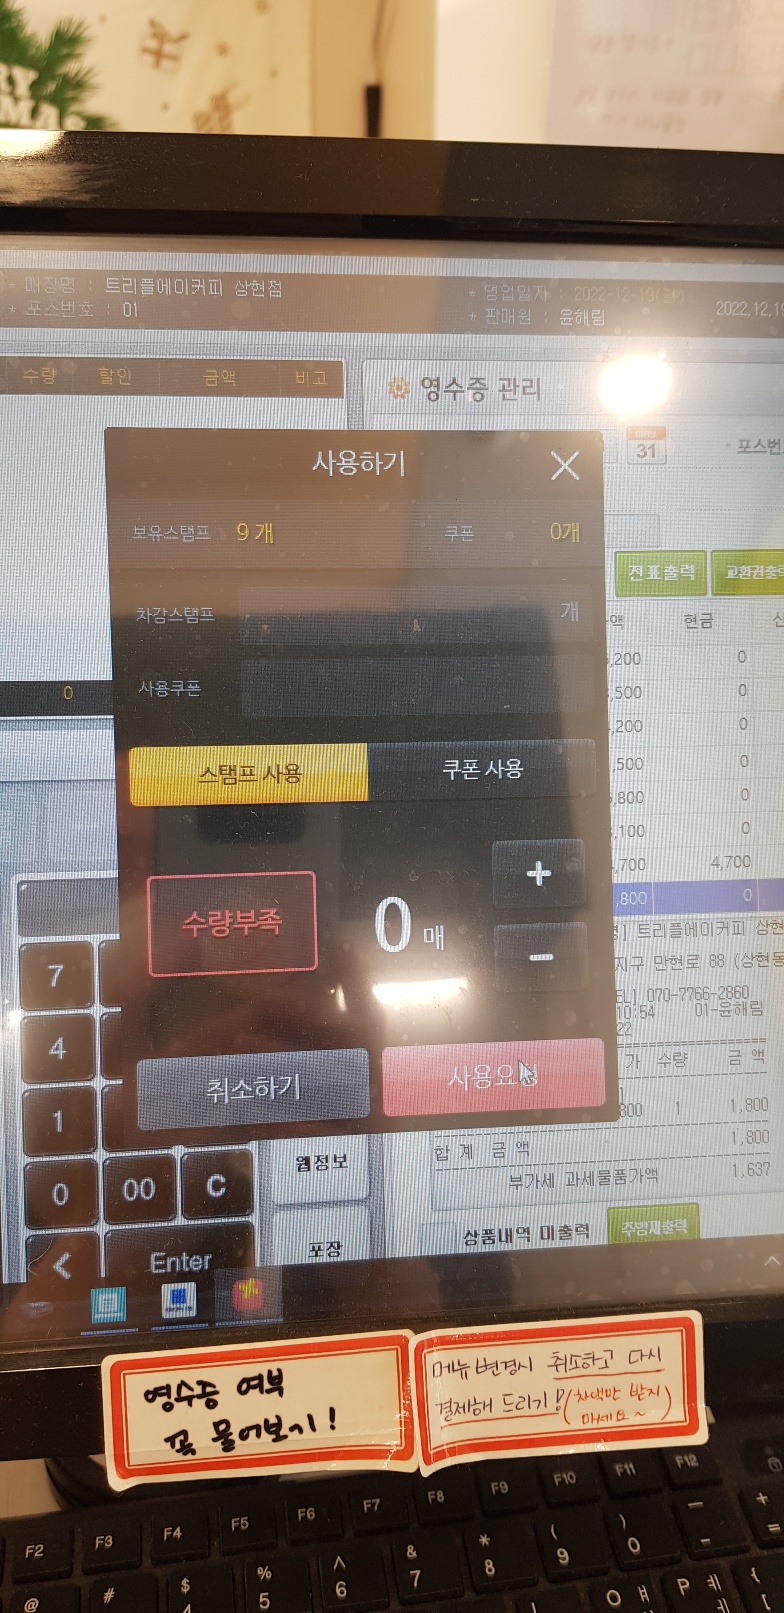 * 매장명 : 트리플에이커피 상현점
* 포스번호 : 01
* 영업일자 : 2022-12-19(월)
* 판매원 : 윤해림
2022.12.19
수량 할인 금액 비고
영수증 관리
31
* 포스번
사용하기
보유스탬프 9 개 쿠폰 0개
차감스탬프 개
사용쿠폰
0
스탬프 사용 쿠폰 사용
수량부족
0 매
+
-
취소하기 사용요청
전표출력 교환권출력
액 현금 신
,200 0
,500 0
,200 0
,500 0
,800 0
,100 0
,700 4,700
,800 0
트리플에이커피 상현
지구 만현로 88 (상현동
EL] 070-7766-2860
10:54 01-윤해림
22
가 수량 금 액
800 1 1,800
합 계 금 액 1,800
부가세 과세물품가액 1,637
상품내역 미출력 주방재출력
7
4
1
0 00 C
< Enter
웹정보
포장
영수증 여부
꼭 물어보기!
메뉴변경시 취소하고 다시
결제해 드리기! (차액만 받지
마세요~)
F2 F3 F4 F5 F6 F7 F8 F9 F10 F11 F12
@ # $ 4 % 5 ^ 6 & 7 * 8 ( 9 ) 0 - + =
ㅐ P ㅔ { [